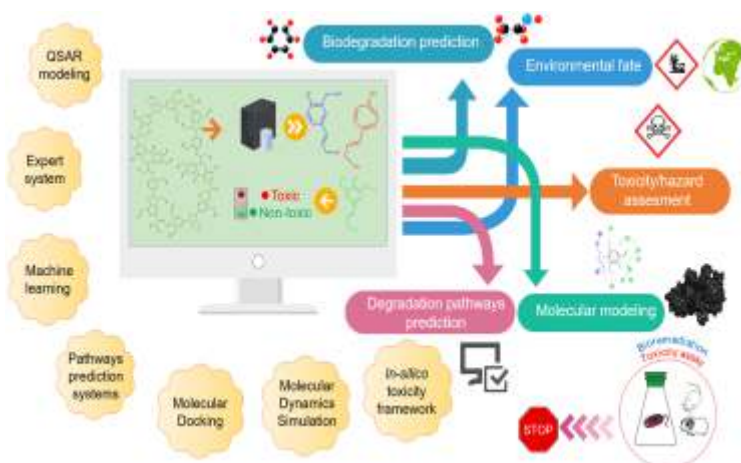 QSAR
modeling
Expert
system
Machine
learning
Pathways
prediction
systems
Molecular
Docking
Molecular
Dynamics
Simulation
In-silico
toxicity
framework
Toxic
Non-toxic
Biodegradation prediction
Environmental fate
Toxicity/hazard
assesment
Degradation pathways
prediction
Molecular modeling
Bioremediation
Toxicity assay
STOP